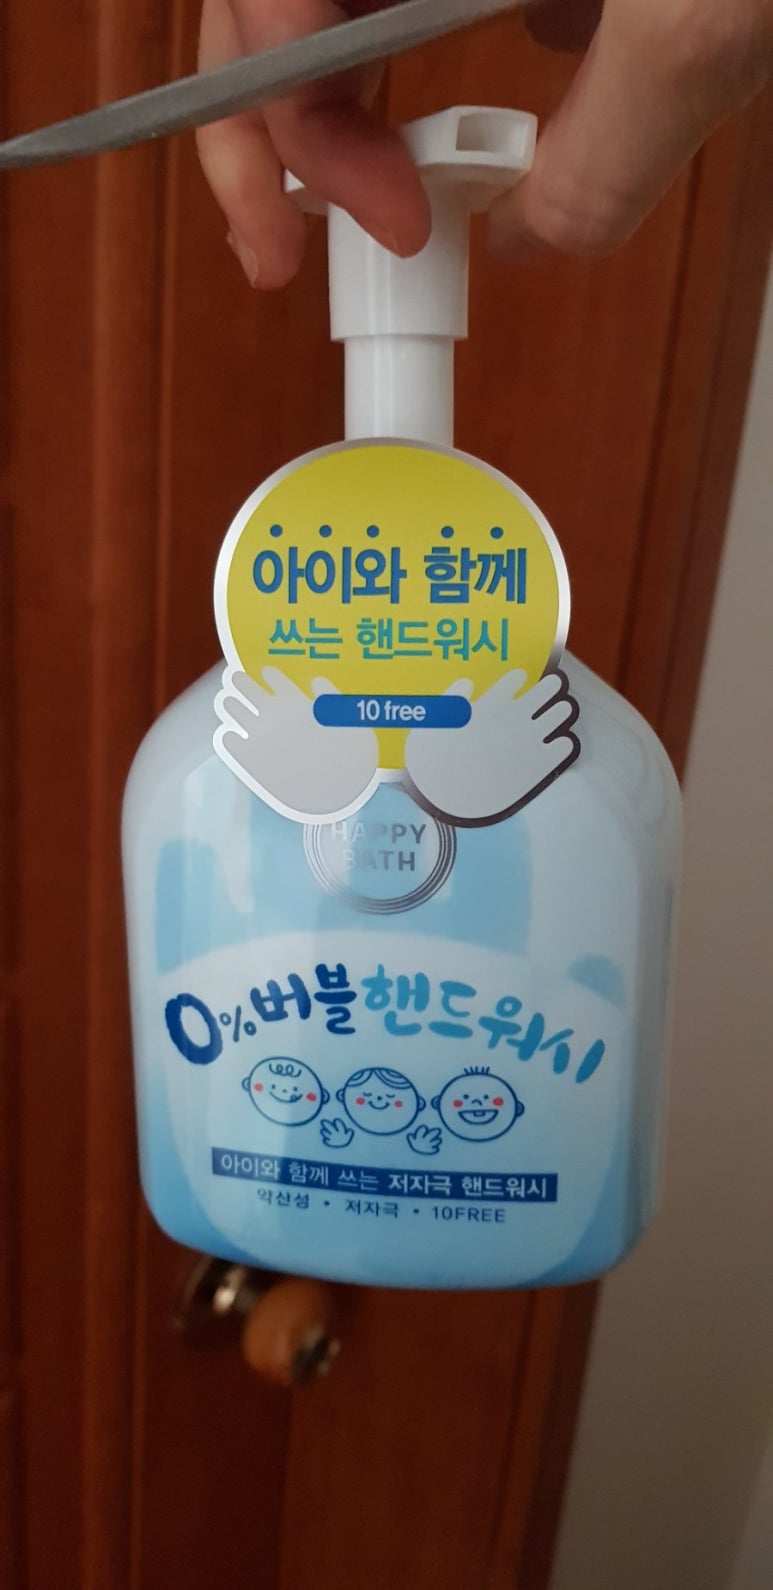 아이와 함께
쓰는 핸드워시
10 free
HAPPY
BATH
0% 버블핸드워시
아이와 함께 쓰는 저자극 핸드워시
약산성 • 저자극 • 10FREE